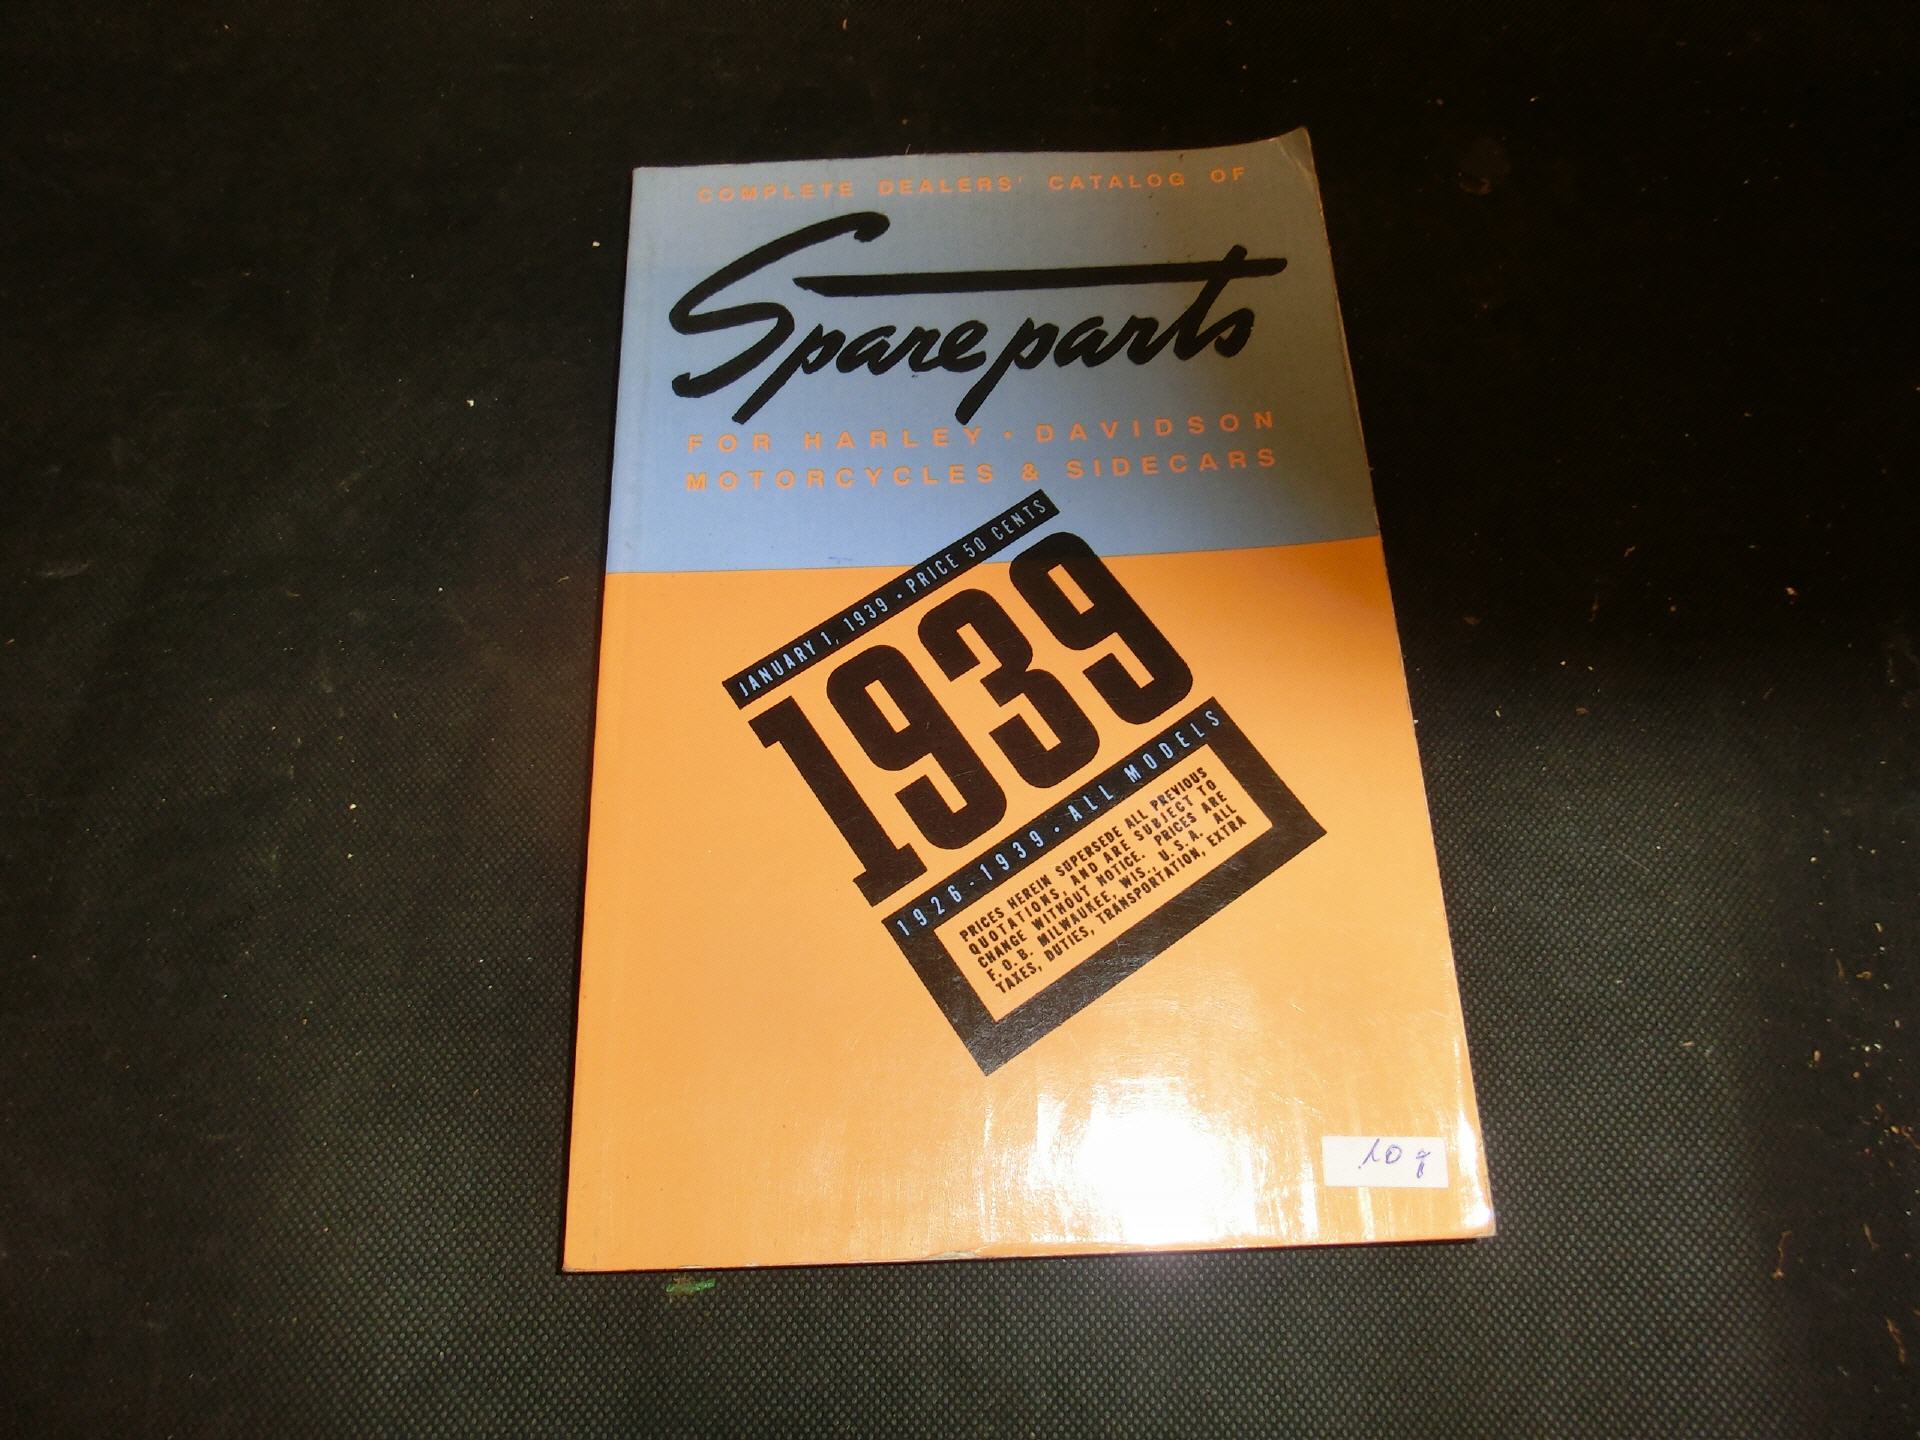 COMPLETE DEALERS' CATALOG OF
Spare parts
FOR HARLEY · DAVIDSON
MOTORCYCLES & SIDECARS
JANUARY 1, 1939 · PRICE 50 CENTS
1939
1926 - 1939 · ALL MODELS
PRICES HEREIN SUPERSEDE ALL PREVIOUS
QUOTATIONS, AND ARE SUBJECT TO
CHANGE WITHOUT NOTICE. PRICES ARE
F.O.B. MILWAUKEE, WIS., U.S.A. ALL
TAXES, DUTIES, TRANSPORTATION, EXTRA
10